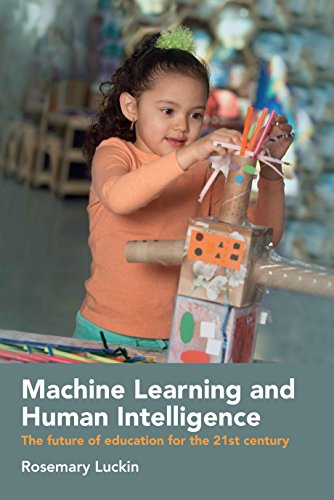 Machine Learning and
Human Intelligence
The future of education for the 21st century
Rosemary Luckin